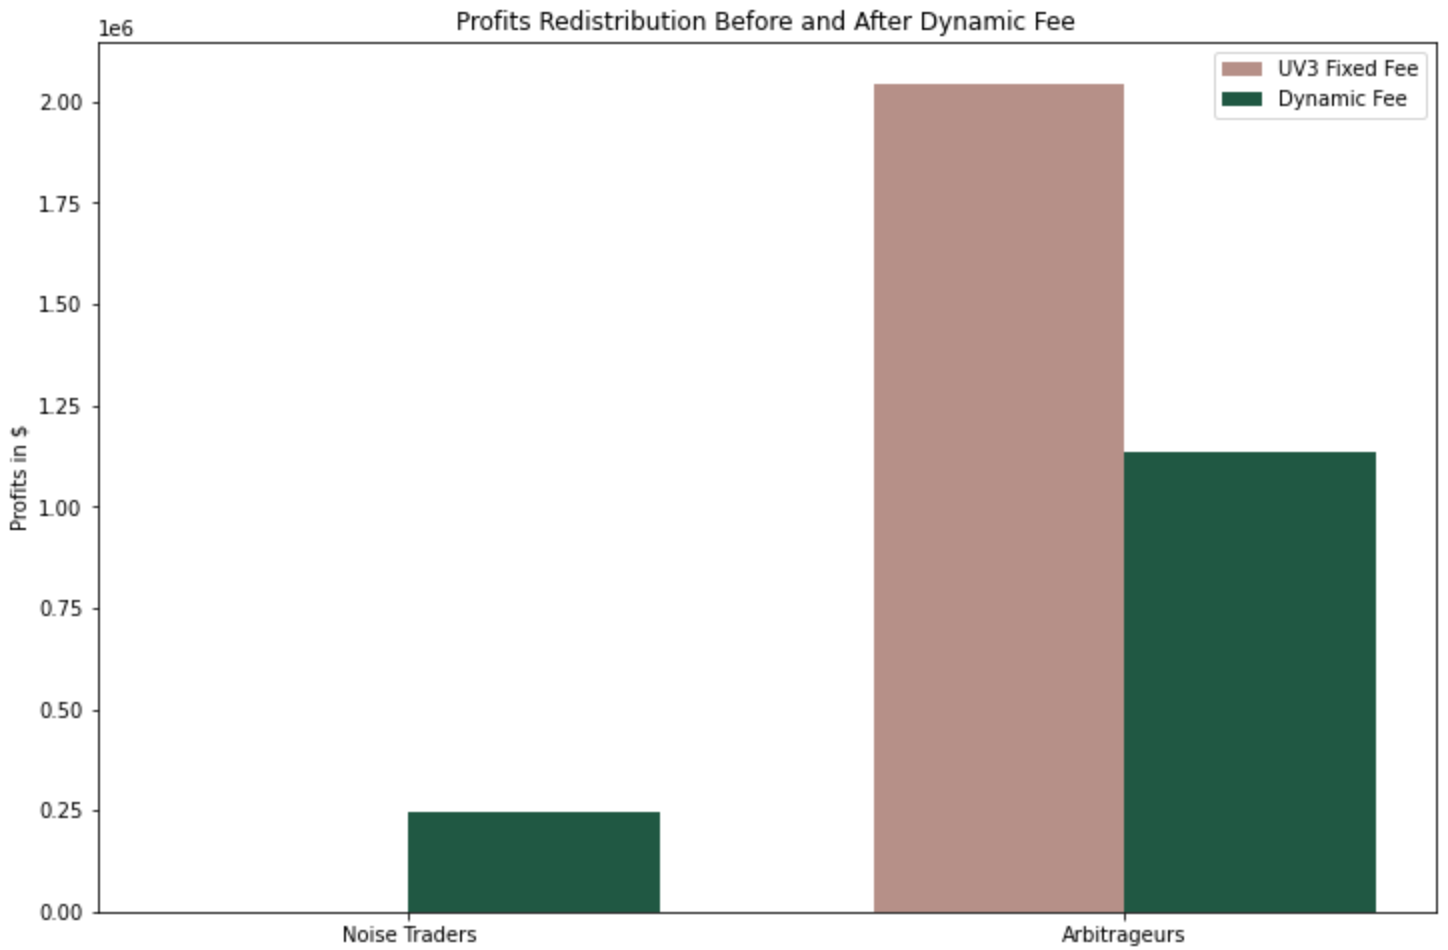 Profits Redistribution Before and After Dynamic Fee
1e6
UV3 Fixed Fee
Dynamic Fee
2.00
1.75
1.50
1.25
1.00
0.75
0.50
0.25
0.00
Profits in $
Noise Traders
Arbitrageurs